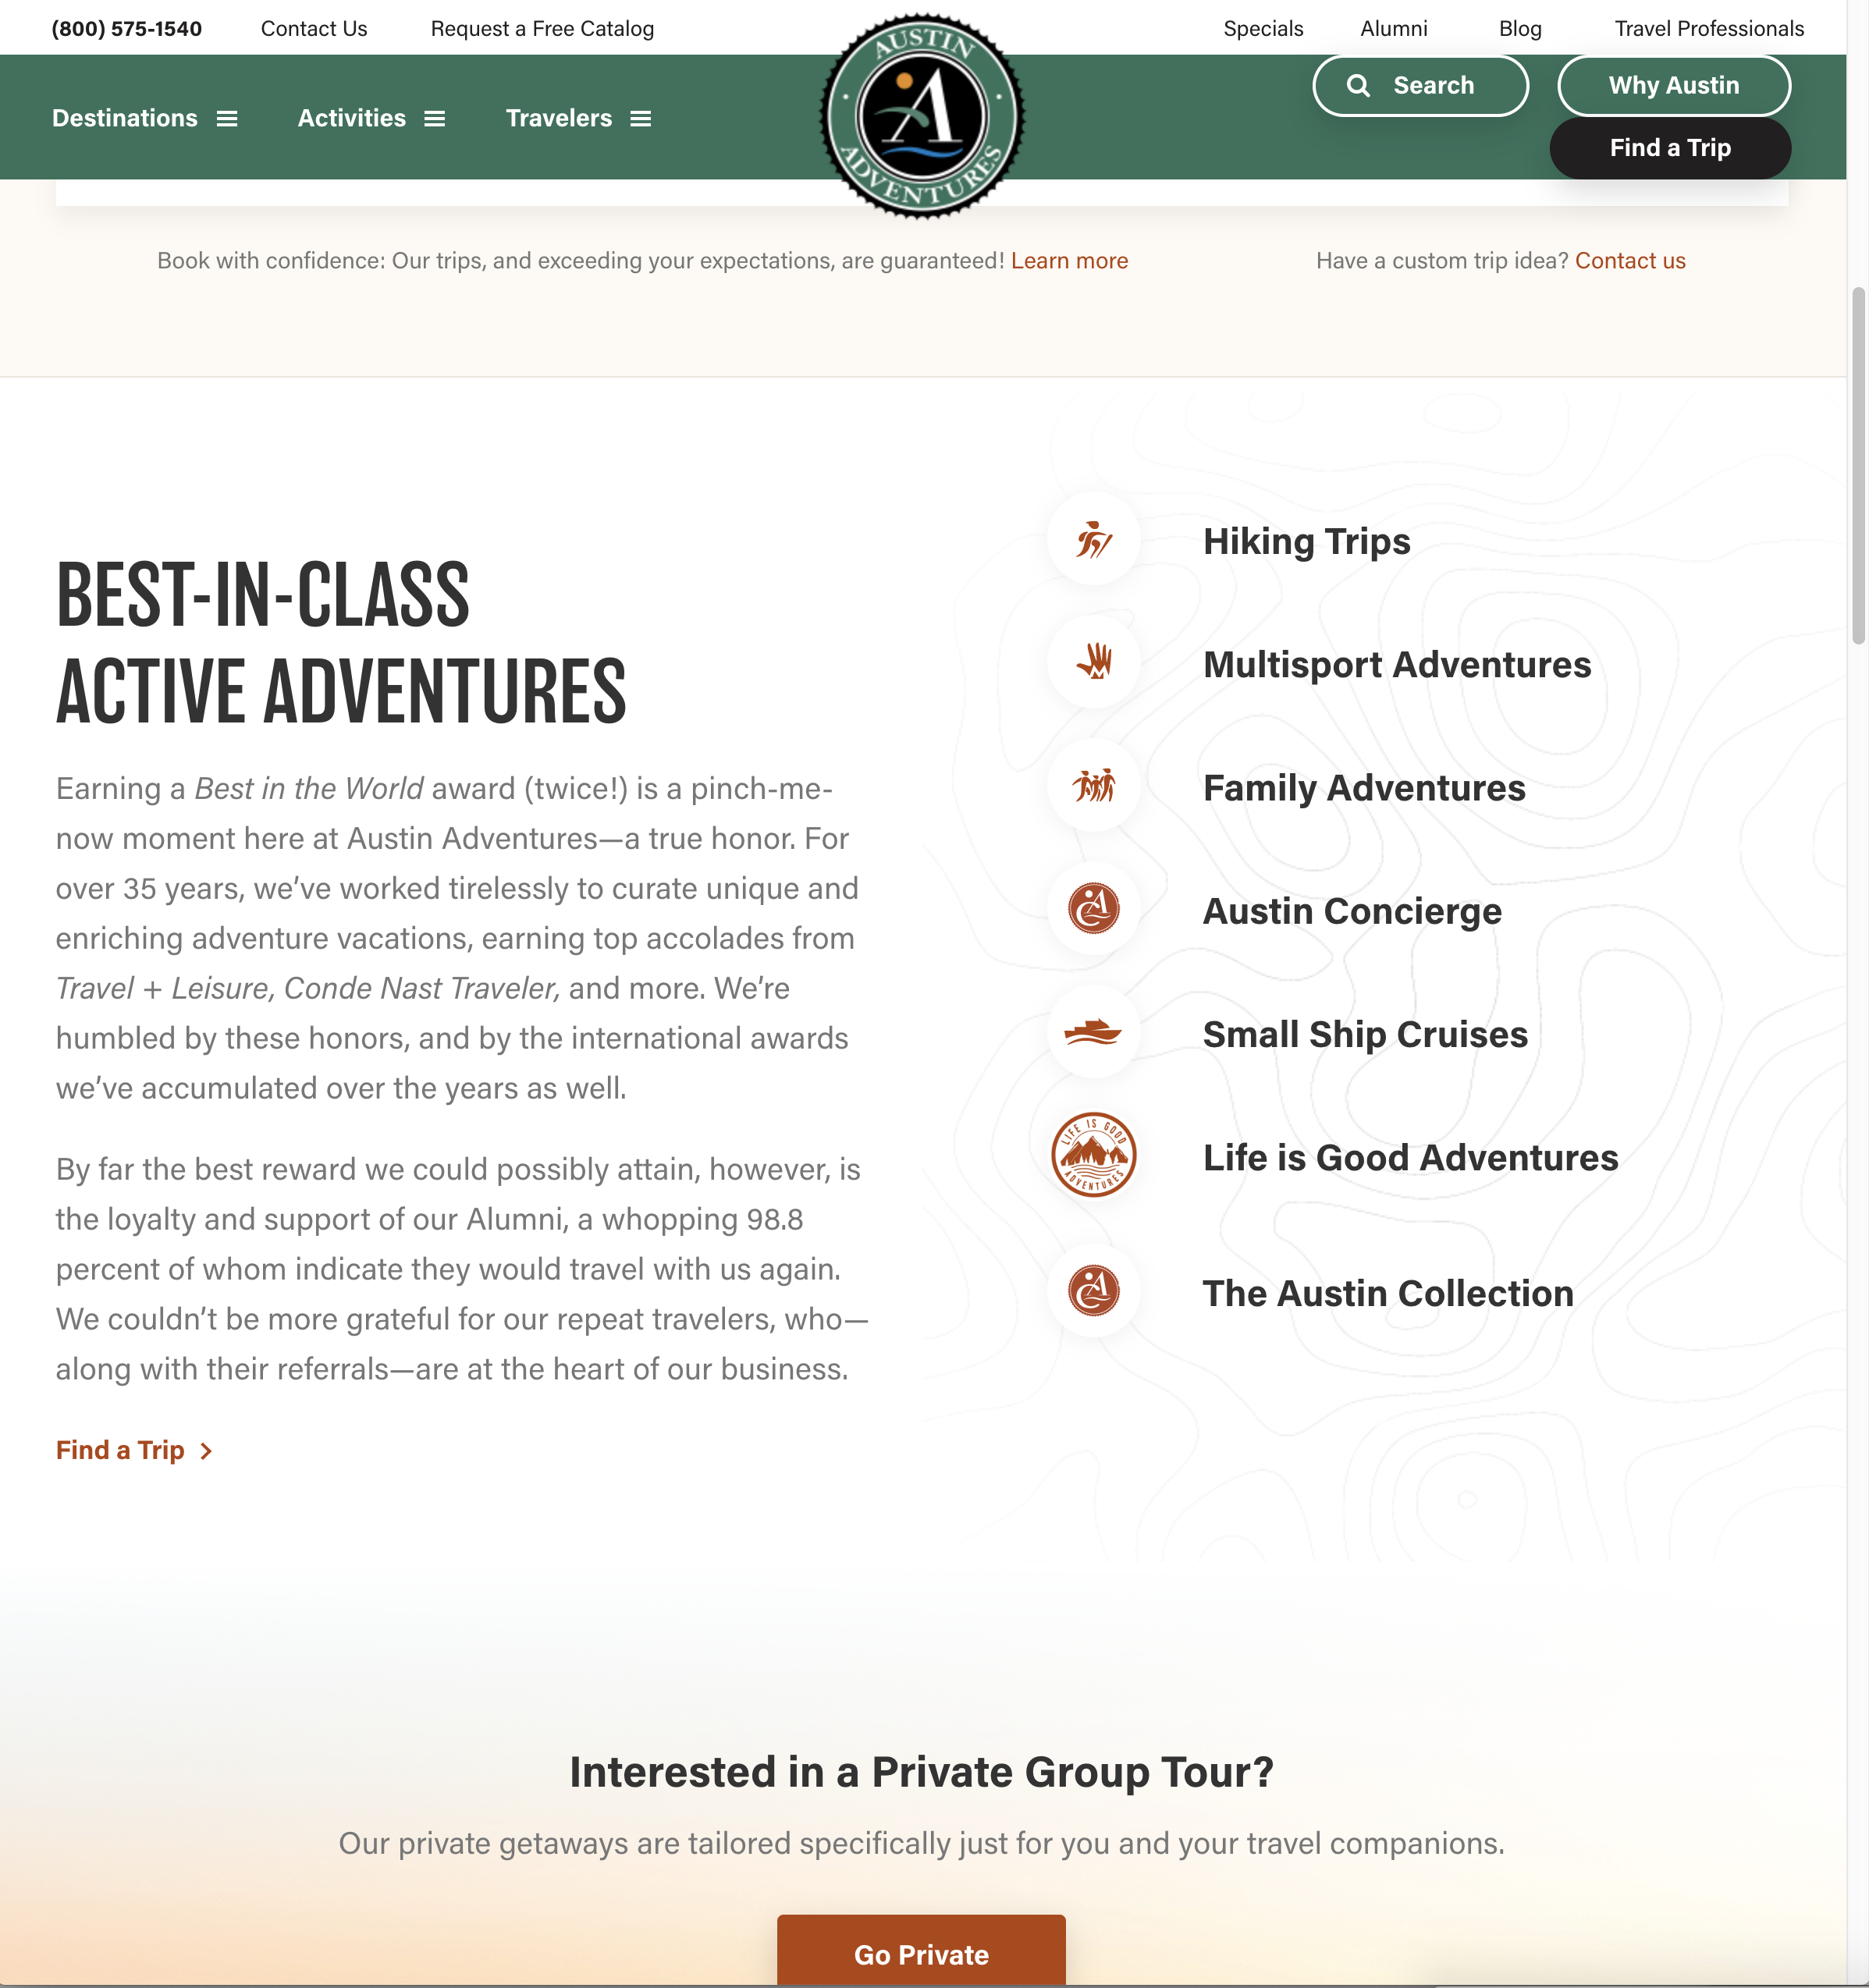 (800) 575-1540
Contact Us
Request a Free Catalog
Specials
Alumni
Blog
Travel Professionals
Destinations
Activities
Travelers
AUSTIN
A
ADVENTURES
Search
Why Austin
Find a Trip
Book with confidence: Our trips, and exceeding your expectations, are guaranteed! Learn more
Have a custom trip idea? Contact us
BEST-IN-CLASS
ACTIVE ADVENTURES
Earning a Best in the World award (twice!) is a pinch-me-
now moment here at Austin Adventures—a true honor. For
over 35 years, we’ve worked tirelessly to curate unique and
enriching adventure vacations, earning top accolades from
Travel + Leisure, Conde Nast Traveler, and more. We’re
humbled by these honors, and by the international awards
we’ve accumulated over the years as well.
By far the best reward we could possibly attain, however, is
the loyalty and support of our Alumni, a whopping 98.8
percent of whom indicate they would travel with us again.
We couldn’t be more grateful for our repeat travelers, who—
along with their referrals—are at the heart of our business.
Find a Trip
Hiking Trips
M
Multisport Adventures
Family Adventures
CA
Austin Concierge
Small Ship Cruises
LIFE IS GOOD
ADVENTURES
Life is Good Adventures
CA
The Austin Collection
Interested in a Private Group Tour?
Our private getaways are tailored specifically just for you and your travel companions.
Go Private